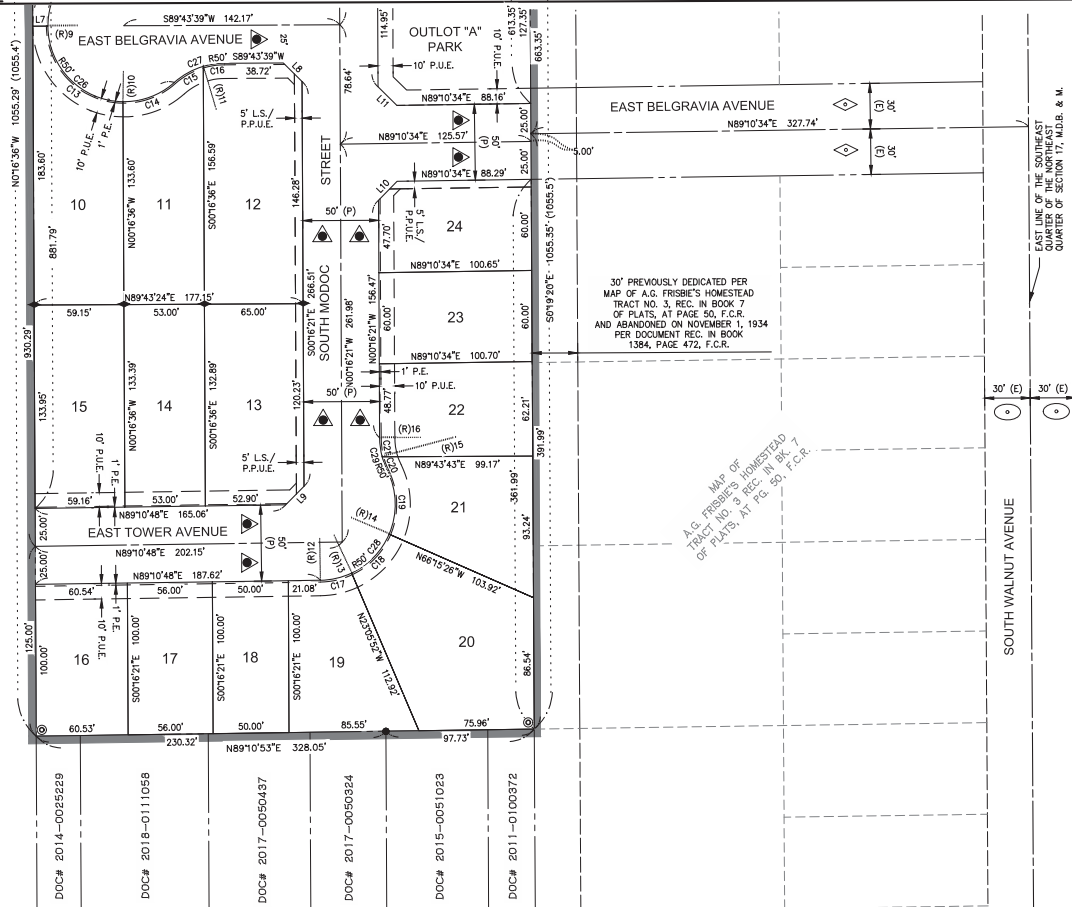 L7
S89°43'39"W 142.17'
(R)9
EAST BELGRAVIA AVENUE
25'
114.95'
OUTLOT "A"
PARK
10' P.U.E.
10' P.U.E.
613.35'
127.35'
663.35'
N0°16'36"W 1055.29' (1055.4')
R50' C26
C13
(R)10
C14
C15
C27 R50' S89°43'39"W
C16
38.72'
(R)11
L8
78.64'
L11
N89°10'34"E 88.16'
EAST BELGRAVIA AVENUE
30'
(E)
N89°10'34"E 327.74'
30'
(E)
10' P.U.E.
1' P.E.
5' L.S./
P.P.U.E.
N89°10'34"E 125.57'
50'
(P)
25.00'
25.00'
5.00'
N89°10'34"E 88.29'
EAST LINE OF THE SOUTHEAST
QUARTER OF THE NORTHEAST
QUARTER OF SECTION 17, M.D.B. & M.
183.60'
881.79'
10
N00°16'36"W 133.60'
11
S00°16'36"E 156.59'
12
146.28'
STREET
50' (P)
L10
5' L.S./
P.P.U.E.
47.70'
24
60.00'
N89°10'34"E 100.65'
S0°19'20"E 1055.35' (1055.5')
N89°43'24"E 177.15'
59.15'
53.00'
65.00'
S00°16'21"E 266.51'
SOUTH MODOC
N00°16'21"W 261.98'
N00°16'21"W 156.47'
60.00'
23
60.00'
30' PREVIOUSLY DEDICATED PER
MAP OF A.G. FRISBIE'S HOMESTEAD
TRACT NO. 3, REC. IN BOOK 7
OF PLATS, AT PAGE 50, F.C.R.
AND ABANDONED ON NOVEMBER 1, 1934
PER DOCUMENT REC. IN BOOK
1384, PAGE 472, F.C.R.
930.29'
N89°10'34"E 100.70'
1' P.E.
10' P.U.E.
133.95'
15
N00°16'36"W 133.39'
14
S00°16'36"E 132.89'
13
120.23'
50' (P)
48.77'
22
62.21'
391.99'
30' (E)
30' (E)
(R)16
(R)15
10' P.U.E.
1' P.E.
5' L.S./
P.P.U.E.
C21
C20
C29 R50'
N89°43'43"E 99.17'
361.99'
MAP OF
A.G. FRISBIE'S HOMESTEAD
TRACT NO. 3 REC. IN BK. 7
OF PLATS, AT PG. 50, F.C.R.
59.16'
53.00'
52.90'
L9
N89°10'48"E 165.06'
C19
21
93.24'
25.00'
EAST TOWER AVENUE
50'
(P)
(R)14
N89°10'48"E 202.15'
25.00'
(R)12
(R)13
R50' C28
C18
N66°15'26"W 103.92'
N89°10'48"E 187.62'
60.54'
56.00'
50.00'
21.08'
C17
SOUTH WALNUT AVENUE
125.00'
100.00'
16
10' P.U.E.
1' P.E.
S00°16'21"E 100.00'
17
S00°16'21"E 100.00'
18
S00°16'21"E 100.00'
19
N23°05'52"W 112.92'
20
86.54'
60.53'
56.00'
50.00'
85.55'
75.96'
230.32'
N89°10'53"E 328.05'
97.73'
DOC# 2014-0025229
DOC# 2018-0111058
DOC# 2017-0050437
DOC# 2017-0050324
DOC# 2015-0051023
DOC# 2011-0100372